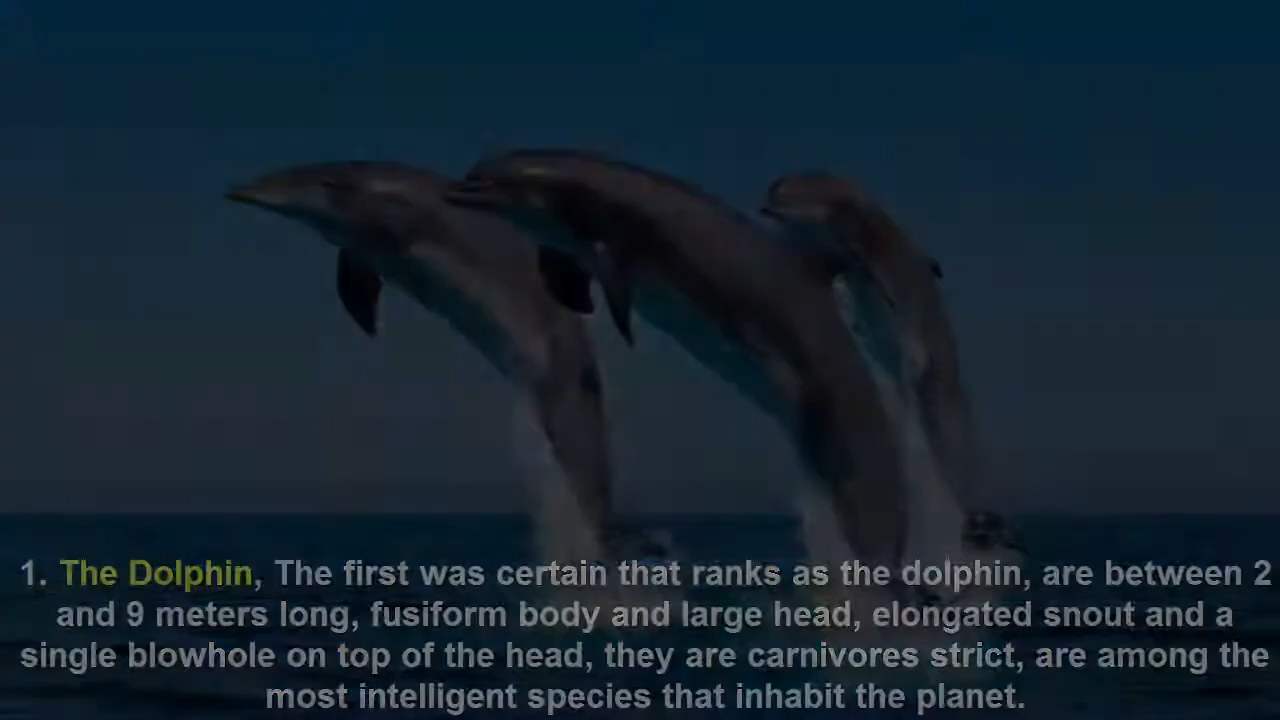 1. The Dolphin, The first was certain that ranks as the dolphin, are between 2
and 9 meters long, fusiform body and large head, elongated snout and a
single blowhole on top of the head, they are carnivores strict, are among the
most intelligent species that inhabit the planet.